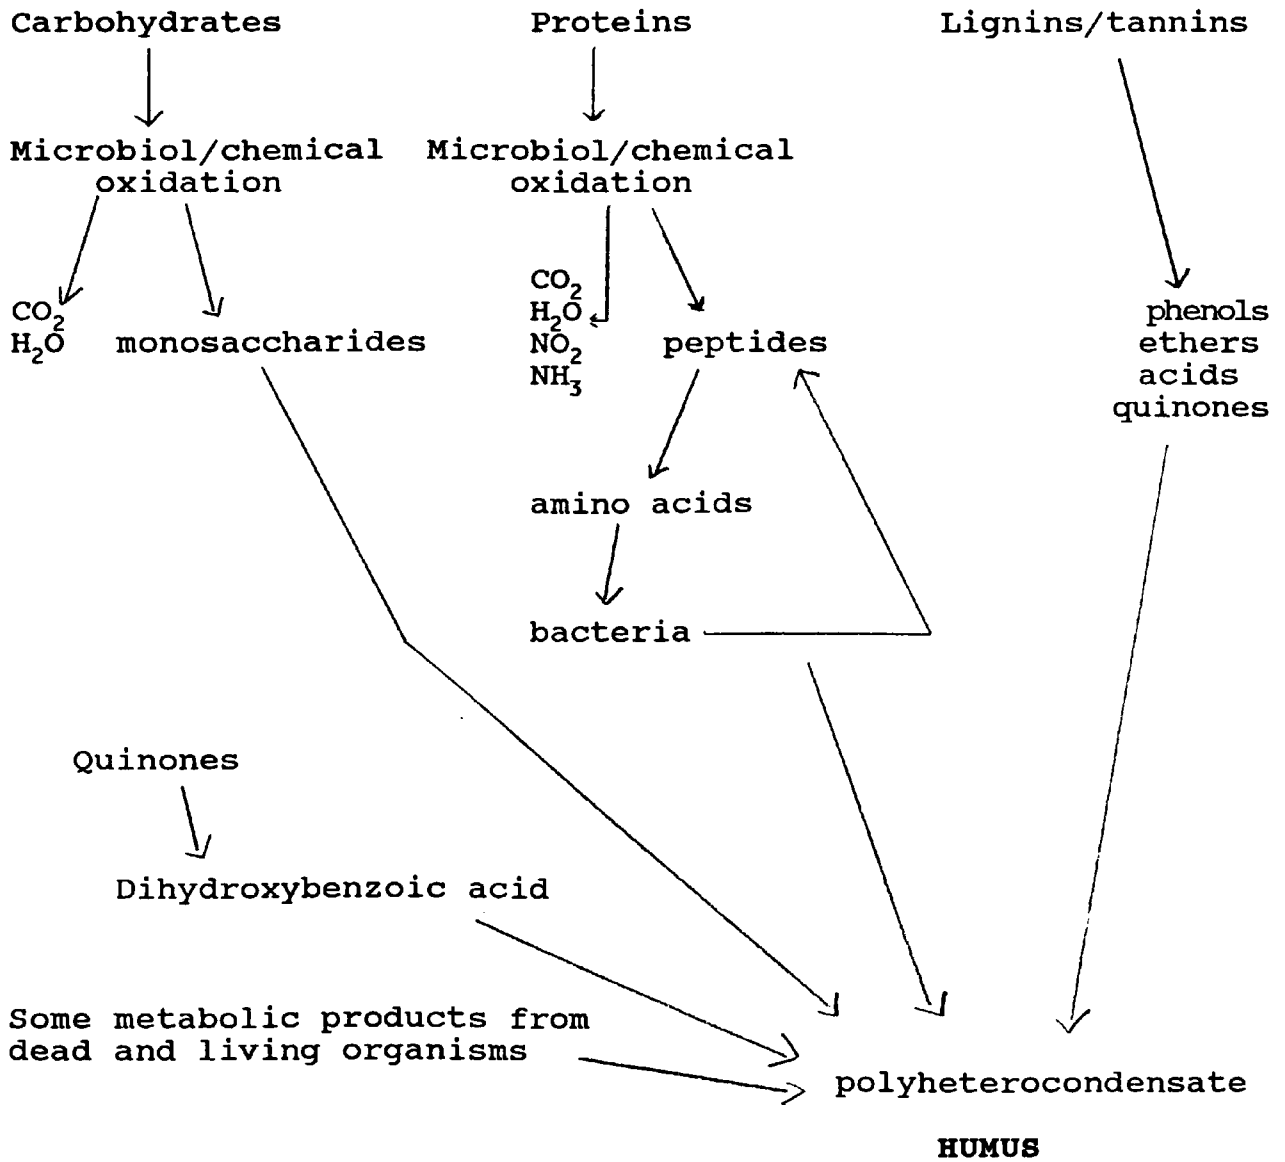 Carbohydrates
Proteins
Lignins/tannins
Microbiol/chemical
oxidation
Microbiol/chemical
oxidation
CO2
H2O
monosaccharides
CO2
H2O
NO2
NH3
peptides
phenols
ethers
acids
quinones
amino acids
bacteria
Quinones
Dihydroxybenzoic acid
Some metabolic products from
dead and living organisms
polyheterocondensate
HUMUS